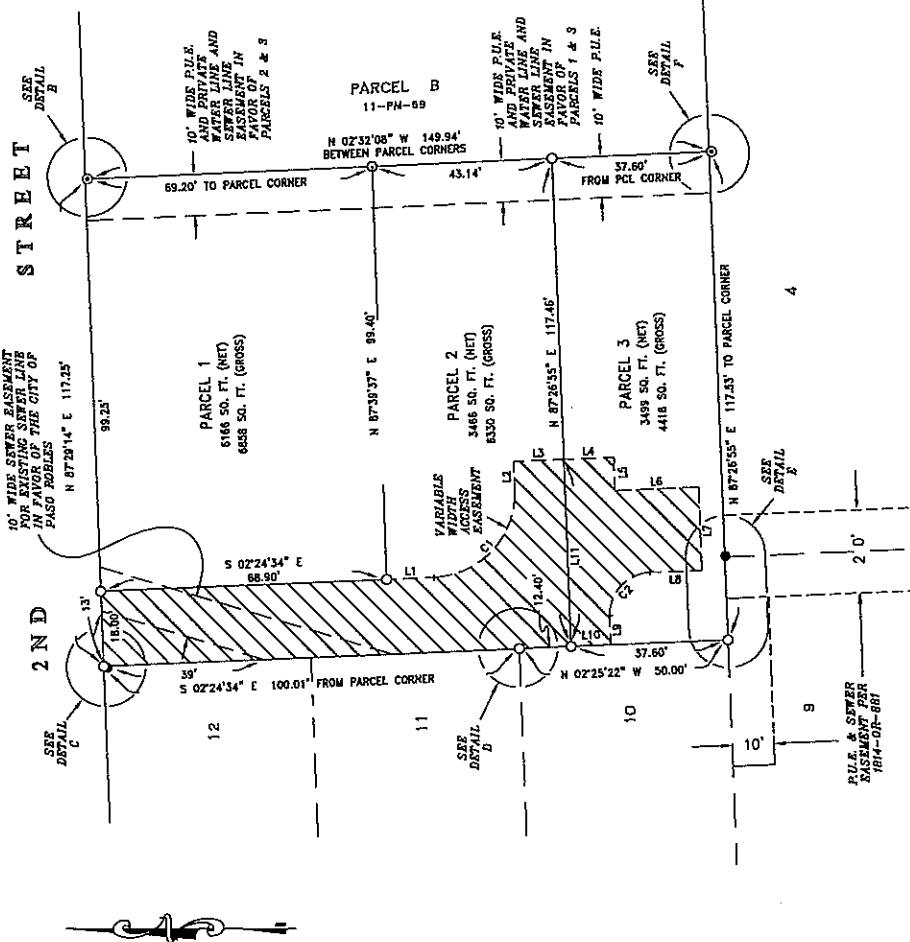 2ND STREET
SEE
DETAIL
B
10' WIDE P.U.E.
AND PRIVATE
WATER LINE AND
SEWER LINE
EASEMENT IN
FAVOR OF
PARCELS 2 & 3
PARCEL B
11-PM-69
N 02°32'08" W 149.94'
BETWEEN PARCEL CORNERS
69.20' TO PARCEL CORNER
43.14'
37.60'
FROM PCL CORNER
10' WIDE P.U.E.
AND PRIVATE
WATER LINE AND
SEWER LINE
EASEMENT IN
FAVOR OF
PARCELS 1 & 3
10' WIDE P.U.E.
SEE
DETAIL
F
10' WIDE SEWER EASEMENT
FOR EXISTING SEWER LINE
IN FAVOR OF THE CITY OF
PASO ROBLES
N 87°29'14" E 117.25'
99.25'
PARCEL 1
6166 SQ. FT. (NET)
6858 SQ. FT. (GROSS)
N 87°39'37" E 99.40'
PARCEL 2
3466 SQ. FT. (NET)
6330 SQ. FT. (GROSS)
N 87°26'55" E 117.46'
PARCEL 3
3499 SQ. FT. (NET)
4418 SQ. FT. (GROSS)
N 87°26'55" E 117.53' TO PARCEL CORNER
4
VARIABLE
WIDTH
ACCESS
EASEMENT
S 02°24'34" E
68.90'
L1
C1
L2
L3
L4
L5
L6
L7
L8
C2
L9
L10
L11
12.40'
13'
18.00'
39'
S 02°24'34" E 100.01' FROM PARCEL CORNER
37.60'
N 02°25'22" W 50.00'
SEE
DETAIL
C
SEE
DETAIL
D
SEE
DETAIL
E
20'
12
11
10
9
10'
P.U.E. & SEWER
EASEMENT PER
1814-OR-681